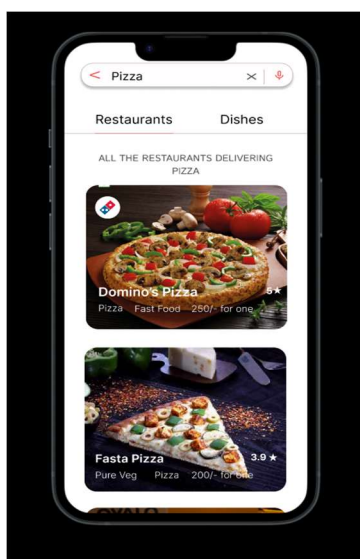 Pizza
Restaurants Dishes
ALL THE RESTAURANTS DELIVERING
PIZZA
Domino's Pizza 5★
Pizza Fast Food 250/- for one
Fasta Pizza 3.9 ★
Pure Veg Pizza 200/- for one